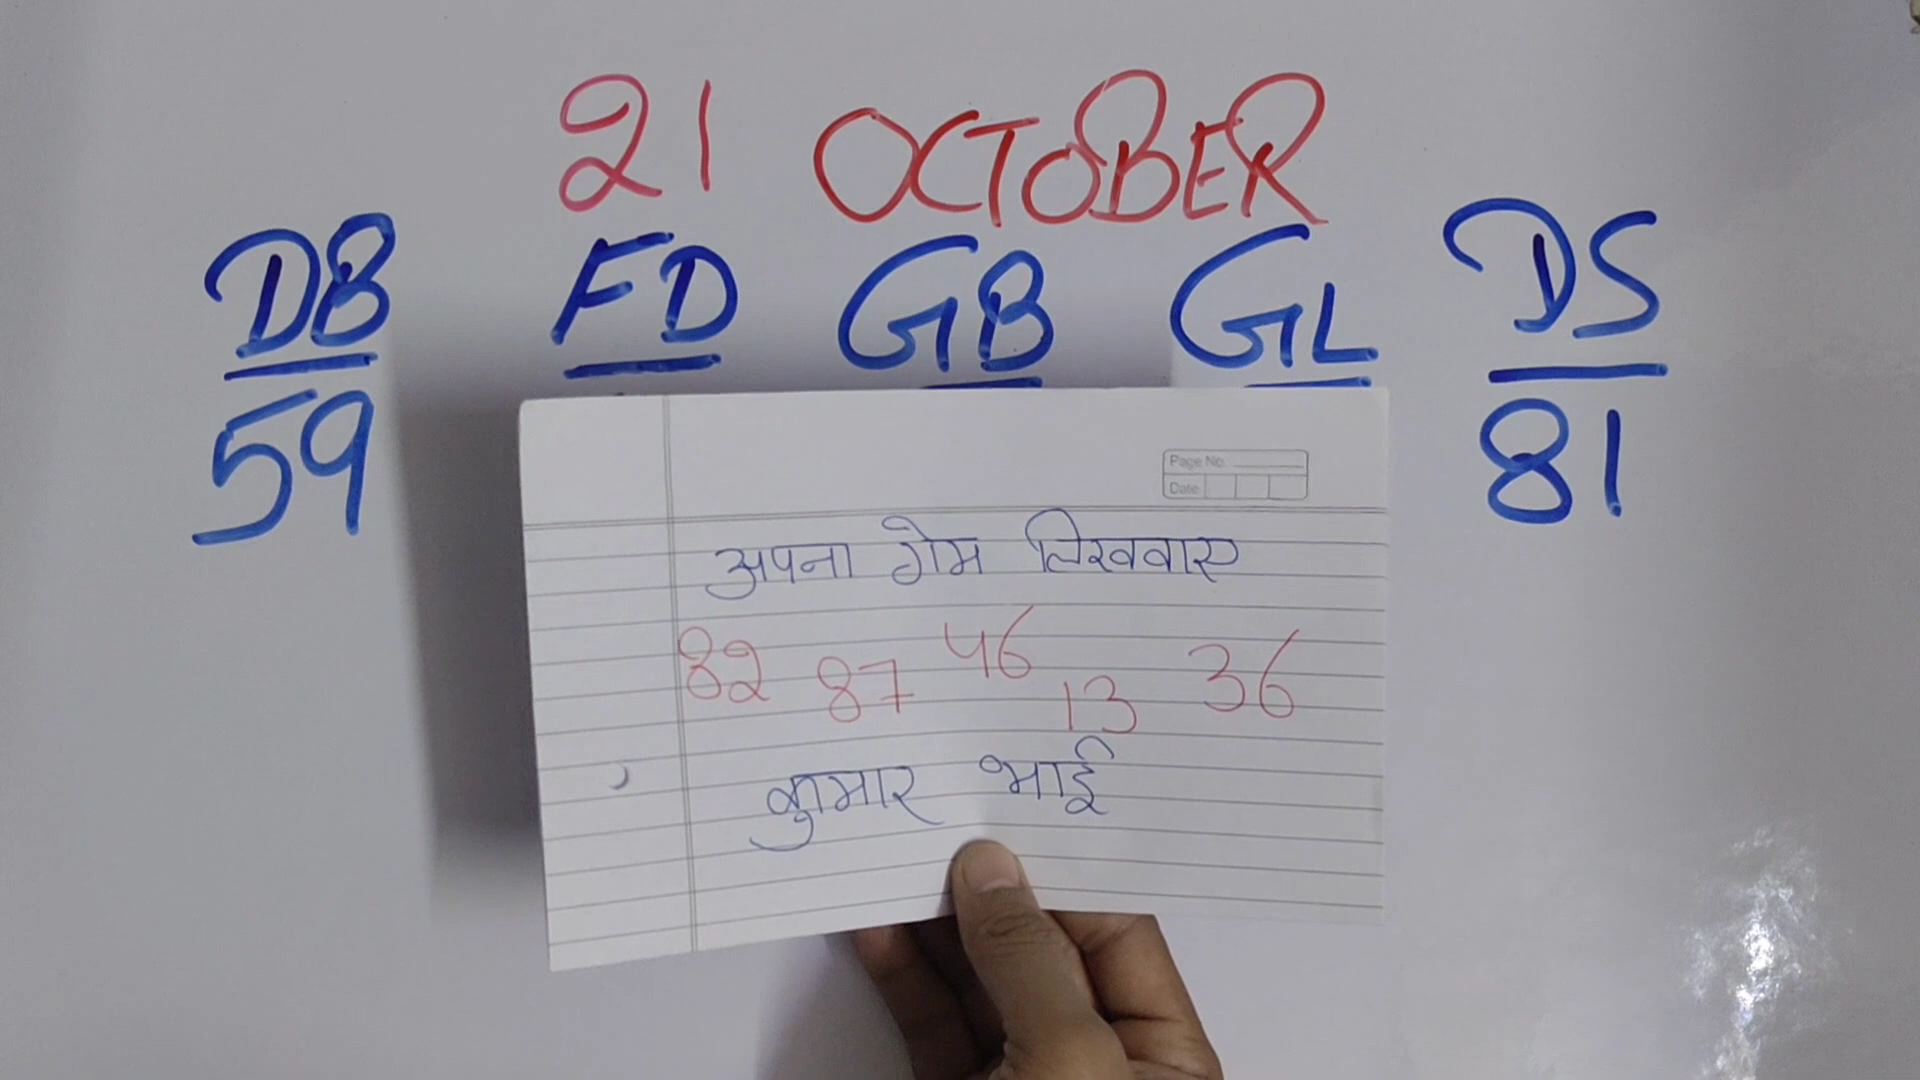 21 OCTOBER
DB FD GB GL DS
59 81
Page No.
Date
अपना गेम लिखवाए
82 87 46 13 36
कुमार भाई